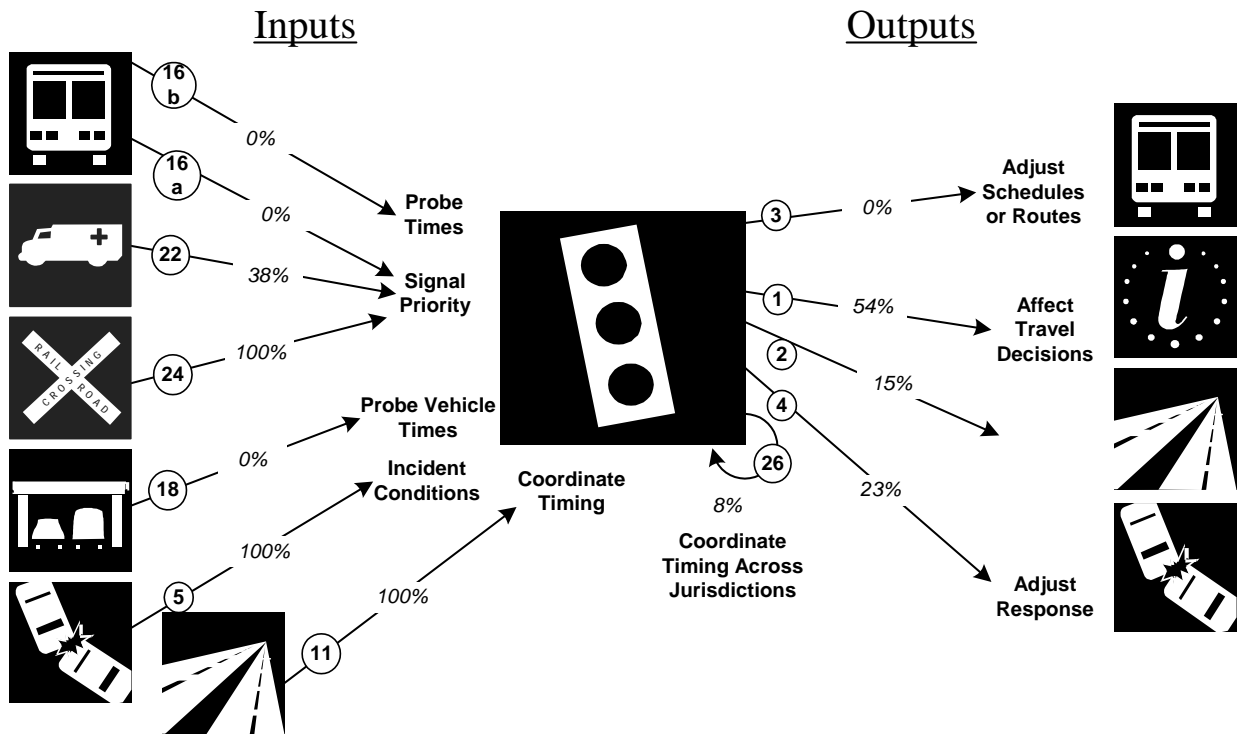 Inputs
Outputs
16
b
0%
16
a
0%
22
38%
24
100%
18
0%
5
100%
11
100%
Probe
Times
Signal
Priority
Probe Vehicle
Times
Incident
Conditions
Coordinate
Timing
RAIL
ROAD
CROSSING
3
0%
1
54%
2
15%
4
23%
26
8%
Coordinate
Timing Across
Jurisdictions
Adjust
Schedules
or Routes
Affect
Travel
Decisions
Adjust
Response
i